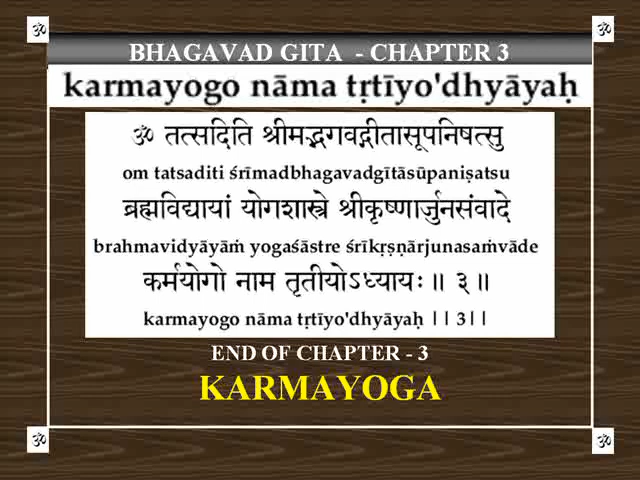 ॐ ॐ
BHAGAVAD GITA - CHAPTER 3
karmayogo nāma tṛtīyo'dhyāyaḥ
ॐ तत्सदिति श्रीमद्भगवद्गीतासूपनिषत्सु
om tatsaditi śrīmadbhagavadgītāsūpaniṣatsu
ब्रह्मविद्यायां योगशास्त्रे श्रीकृष्णार्जुनसंवादे
brahmavidyāyāṁ yogaśāstre śrīkṛṣṇārjunasaṁvāde
कर्मयोगो नाम तृतीयोऽध्यायः॥ ३॥
karmayogo nāma tṛtīyo'dhyāyaḥ || 3||
END OF CHAPTER - 3
KARMAYOGA
ॐ ॐ